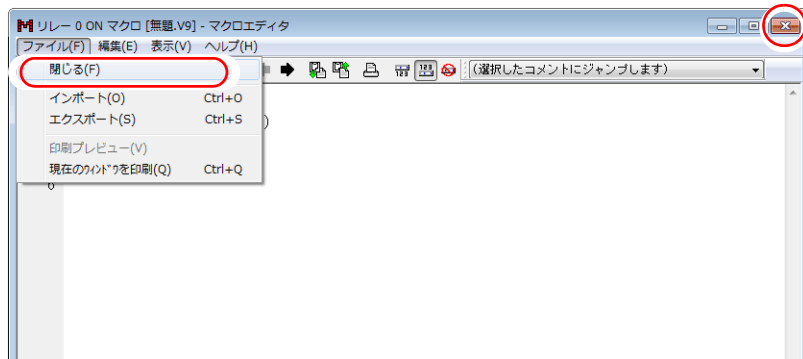 リレー 0 ON マクロ [無題.V9] - マクロエディタ
ファイル(F) 編集(E) 表示(V) ヘルプ(H)
閉じる(F)
(選択したコメントにジャンプします)
インポート(O) Ctrl+O
エクスポート(S) Ctrl+S
)
印刷プレビュー(V)
現在のウィンドウを印刷(Q) Ctrl+Q
6